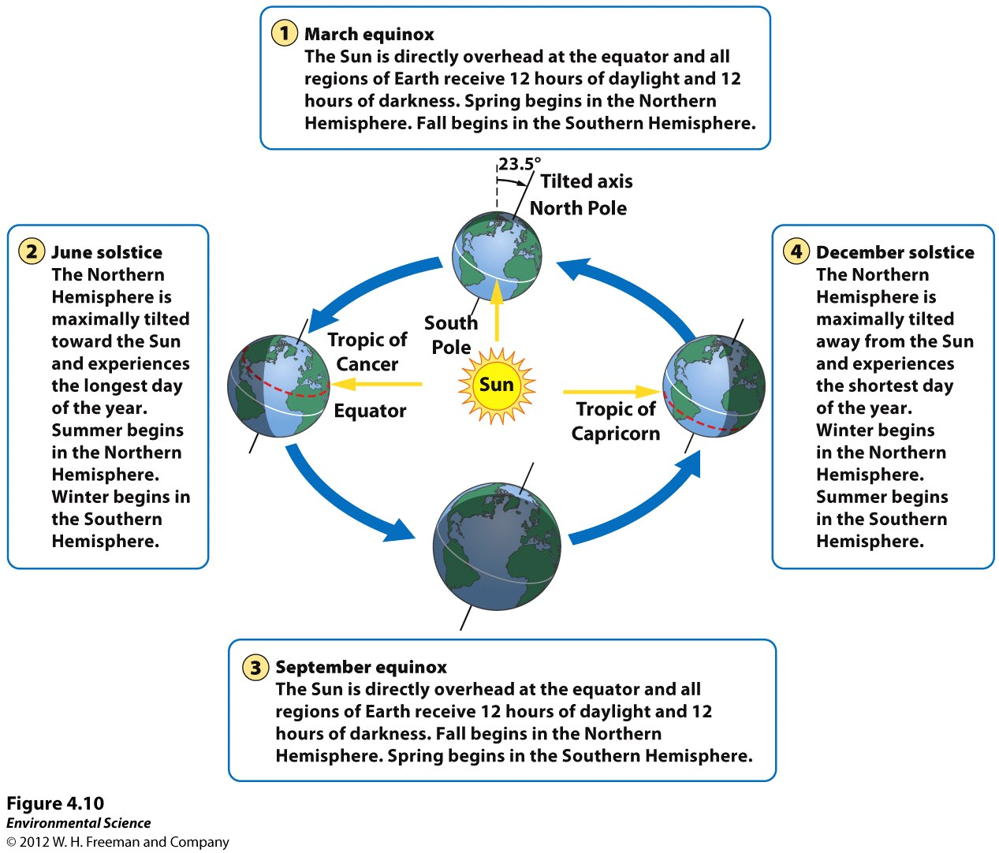 1 March equinox
The Sun is directly overhead at the equator and all
regions of Earth receive 12 hours of daylight and 12
hours of darkness. Spring begins in the Northern
Hemisphere. Fall begins in the Southern Hemisphere.
23.5°
Tilted axis
North Pole
2 June solstice
The Northern
Hemisphere is
maximally tilted
toward the Sun
and experiences
the longest day
of the year.
Summer begins
in the Northern
Hemisphere.
Winter begins in
the Southern
Hemisphere.
South
Pole
Tropic of
Cancer
Equator
Sun
Tropic of
Capricorn
4 December solstice
The Northern
Hemisphere is
maximally tilted
away from the Sun
and experiences
the shortest day
of the year.
Winter begins
in the Northern
Hemisphere.
Summer begins
in the Southern
Hemisphere.
3 September equinox
The Sun is directly overhead at the equator and all
regions of Earth receive 12 hours of daylight and 12
hours of darkness. Fall begins in the Northern
Hemisphere. Spring begins in the Southern Hemisphere.
Figure 4.10
Environmental Science
© 2012 W. H. Freeman and Company